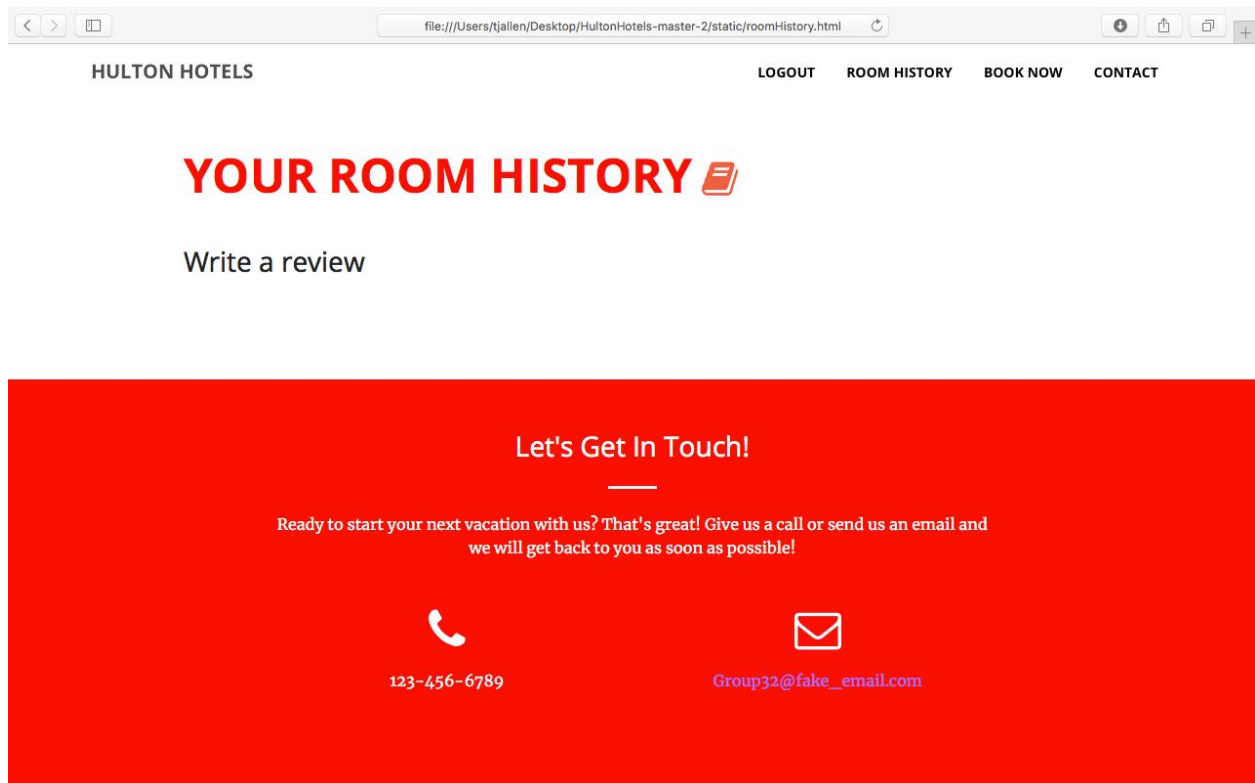 file:///Users/tjallen/Desktop/HultonHotels-master-2/static/roomHistory.html
HULTON HOTELS LOGOUT ROOM HISTORY BOOK NOW CONTACT
YOUR ROOM HISTORY
Write a review
Let's Get In Touch!
Ready to start your next vacation with us? That's great! Give us a call or send us an email and
we will get back to you as soon as possible!
123-456-6789 Group32@fake_email.com